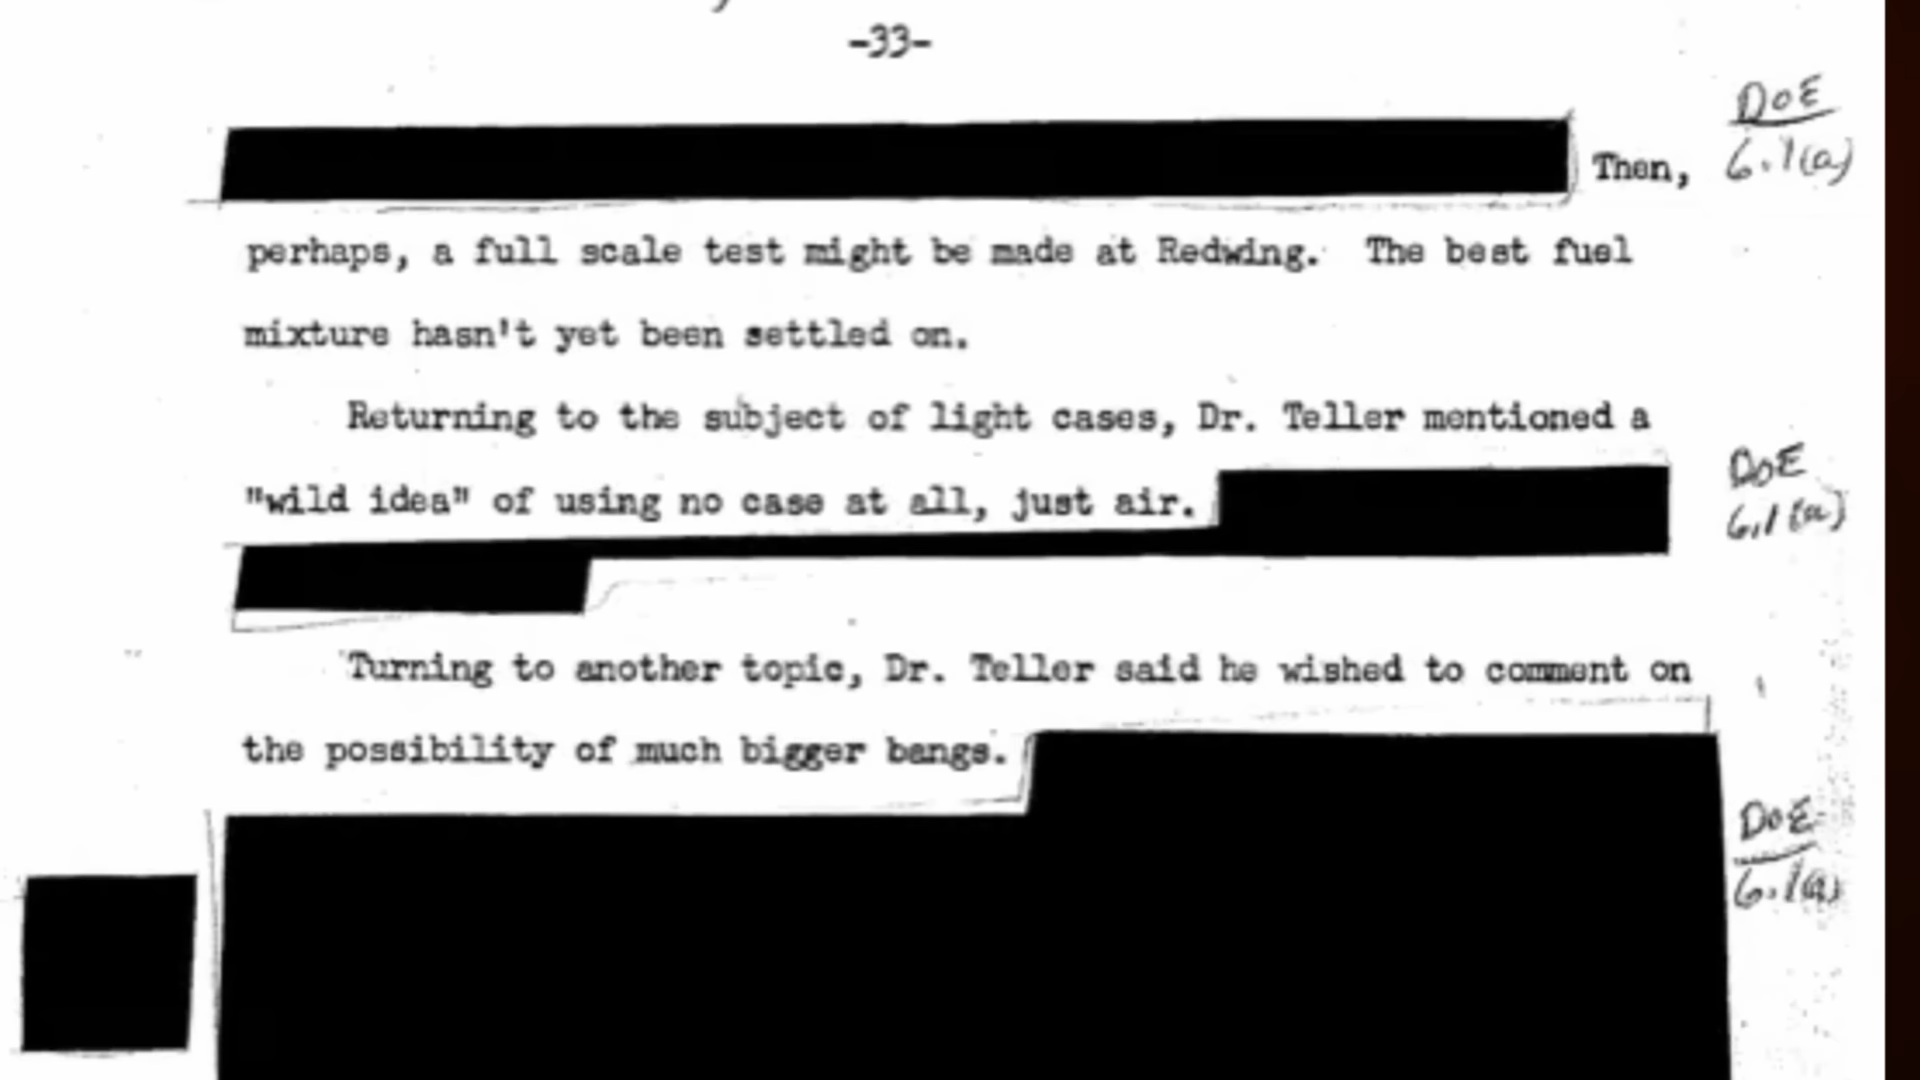 -33-
DOE
Then, 6.1(a)
perhaps, a full scale test might be made at Redwing. The best fuel
mixture hasn't yet been settled on.
Returning to the subject of light cases, Dr. Teller mentioned a
DOE
"wild idea" of using no case at all, just air. 6.1(a)
Turning to another topic, Dr. Teller said he wished to comment on
the possibility of much bigger bangs.
DOE
6.1(a)